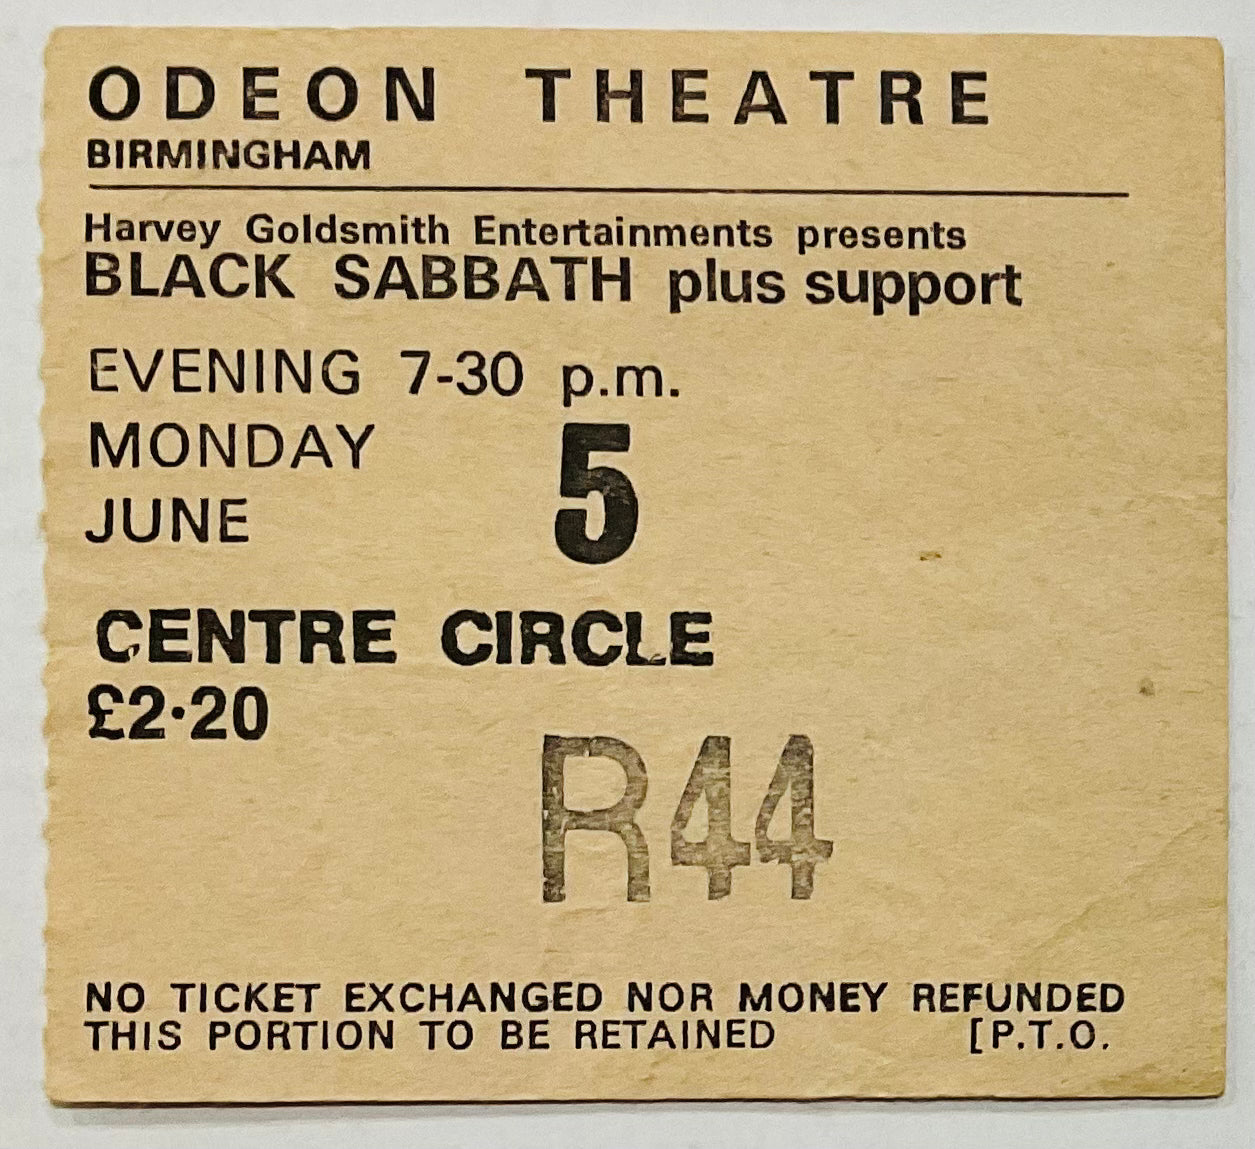 ODEON THEATRE
BIRMINGHAM
Harvey Goldsmith Entertainments presents
BLACK SABBATH plus support
EVENING 7-30 p.m.
MONDAY 5
JUNE
CENTRE CIRCLE
£2·20
R44
NO TICKET EXCHANGED NOR MONEY REFUNDED
THIS PORTION TO BE RETAINED [P.T.O.